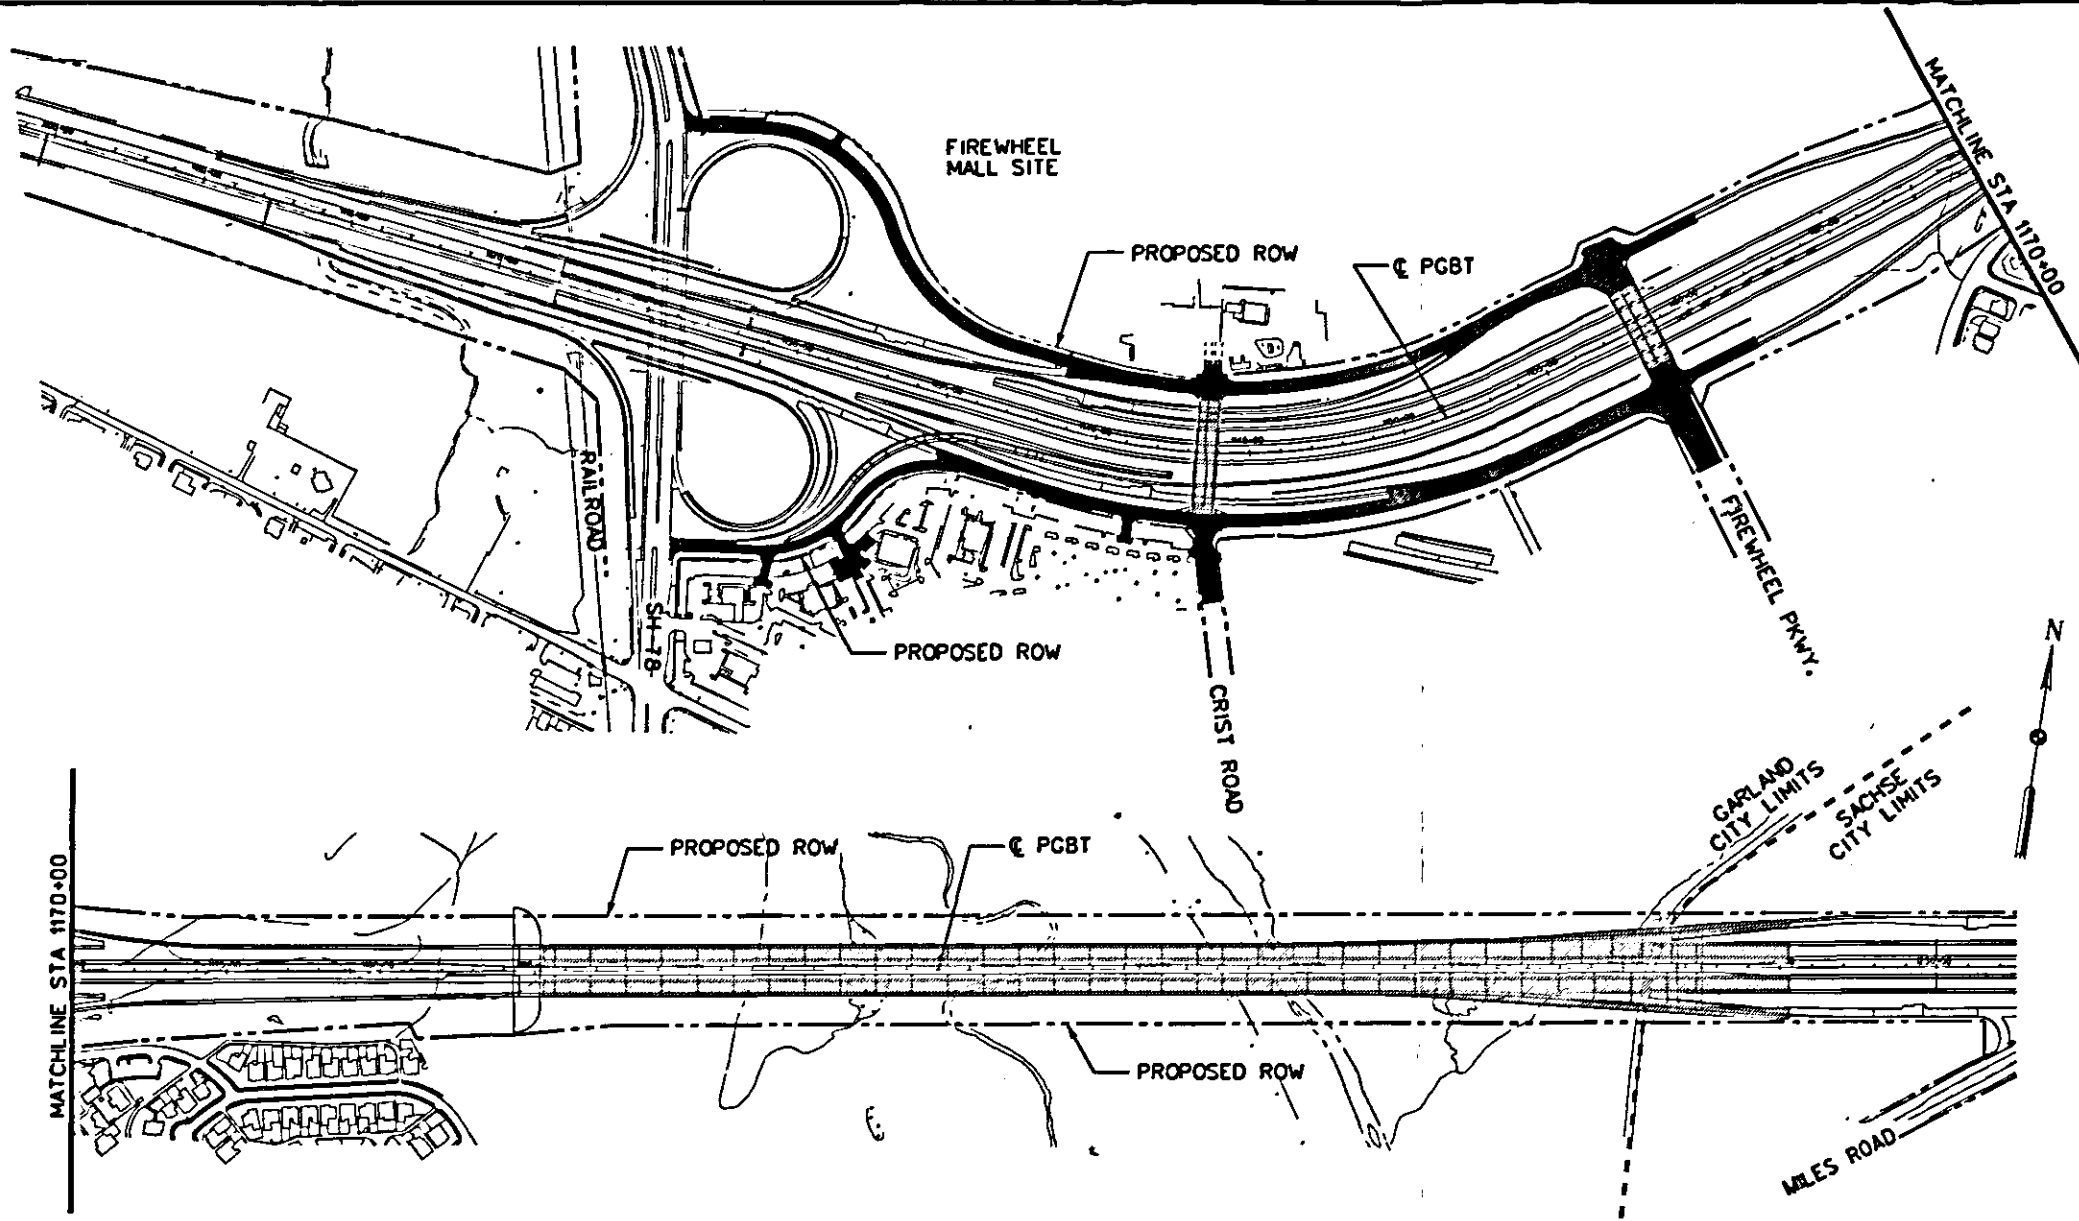 FIREWHEEL
MALL SITE
MATCHLINE STA 1170+00
PROPOSED ROW
℄ PGBT
RAILROAD
SH-78
PROPOSED ROW
FIREWHEEL PKWY.
CRIST ROAD
N
GARLAND
CITY LIMITS
SACHSE
CITY LIMITS
MATCHLINE STA 1170+00
PROPOSED ROW
℄ PGBT
PROPOSED ROW
MILES ROAD